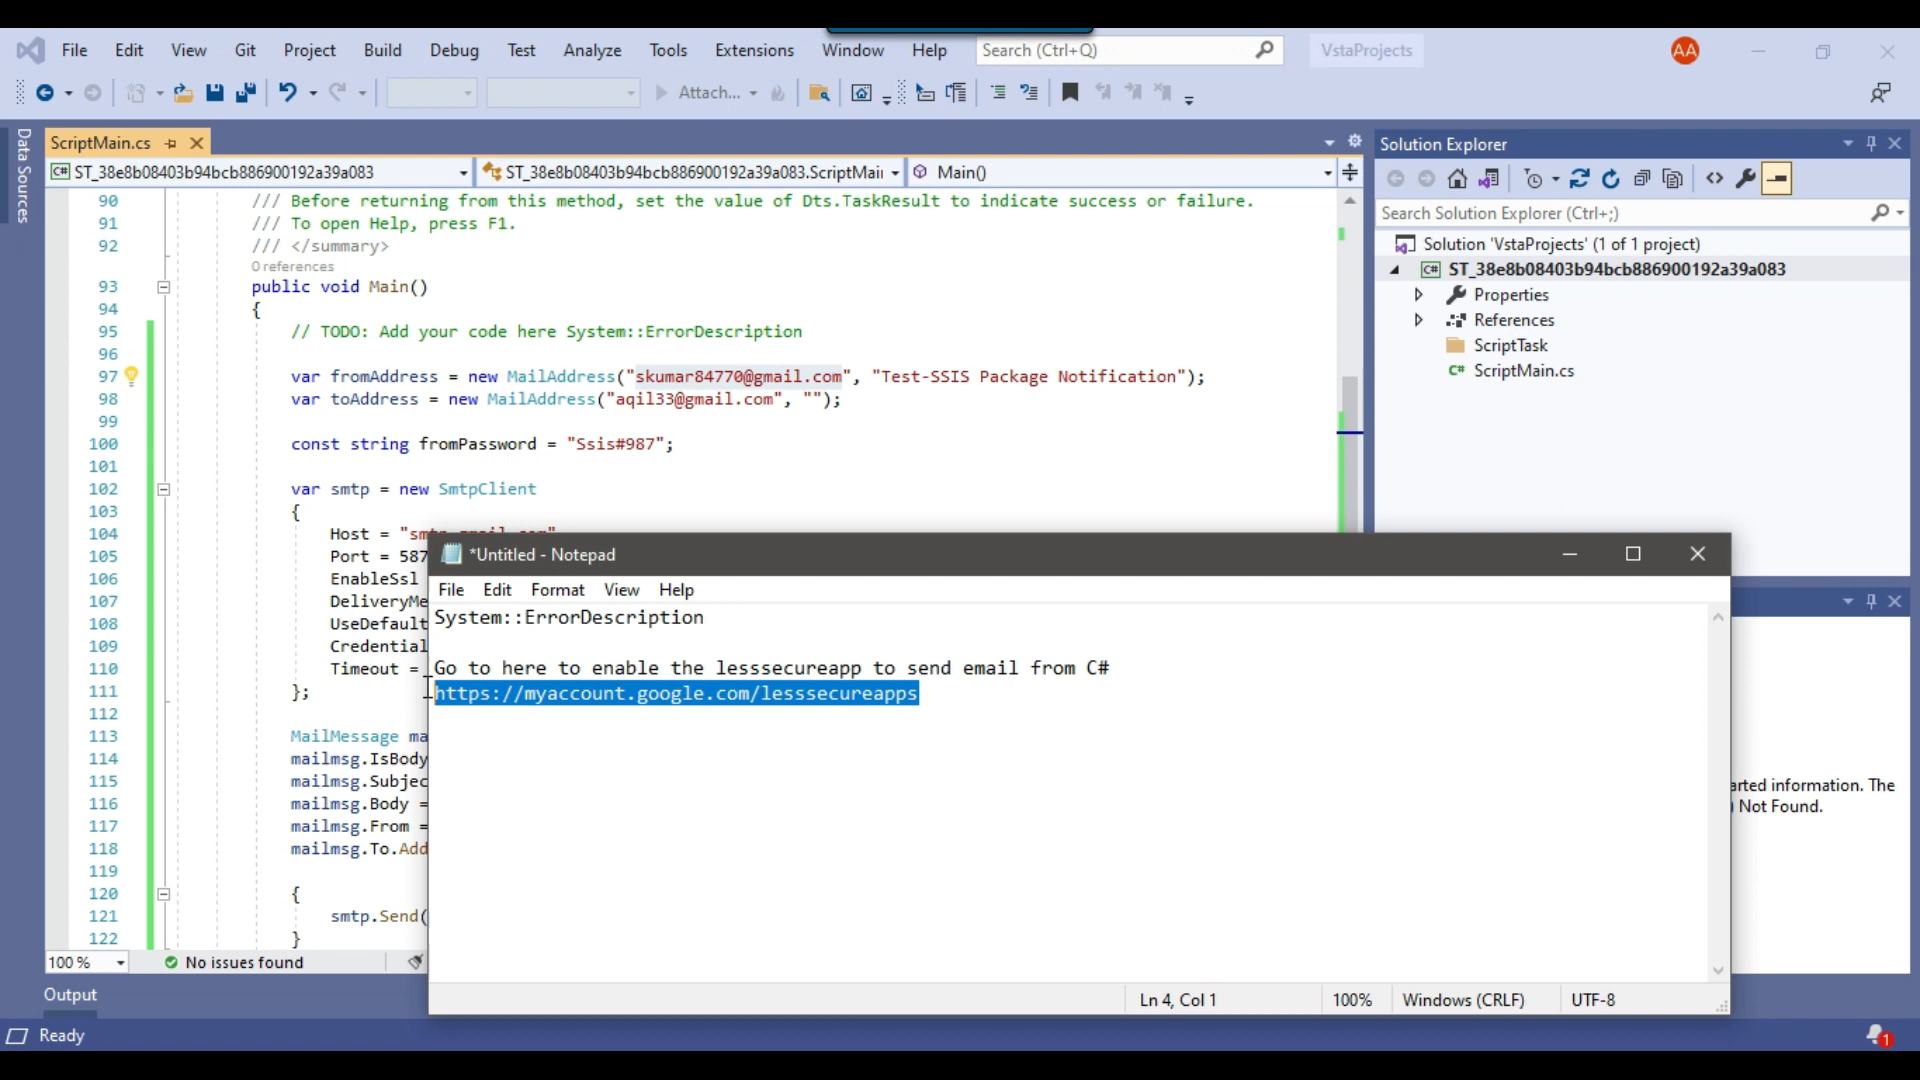 File Edit View Git Project Build Debug Test Analyze Tools Extensions Window Help Search (Ctrl+Q) VstaProjects AA
Attach...
Data Sources
ScriptMain.cs
ST_38e8b08403b94bcb886900192a39a083 ST_38e8b08403b94bcb886900192a39a083.ScriptMain Main()
90 /// Before returning from this method, set the value of Dts.TaskResult to indicate success or failure.
91 /// To open Help, press F1.
92 /// </summary>
0 references
93 public void Main()
94 {
95 // TODO: Add your code here System::ErrorDescription
96
97 var fromAddress = new MailAddress("skumar84770@gmail.com", "Test-SSIS Package Notification");
98 var toAddress = new MailAddress("aqil33@gmail.com", "");
99
100 const string fromPassword = "Ssis#987";
101
102 var smtp = new SmtpClient
103 {
104 Host = "smtp.gmail.com"
105 Port = 587
106 EnableSsl
107 DeliveryMe
108 UseDefault
109 Credential
110 Timeout =
111 };
112
113 MailMessage ma
114 mailmsg.IsBody
115 mailmsg.Subjec
116 mailmsg.Body =
117 mailmsg.From =
118 mailmsg.To.Add
119
120 {
121 smtp.Send(
122 }
100 % No issues found
Output
Ready
Solution Explorer
Search Solution Explorer (Ctrl+;)
Solution 'VstaProjects' (1 of 1 project)
C# ST_38e8b08403b94bcb886900192a39a083
Properties
References
ScriptTask
C# ScriptMain.cs
arted information. The
) Not Found.
*Untitled - Notepad
File Edit Format View Help
System::ErrorDescription
Go to here to enable the lesssecureapp to send email from C#
https://myaccount.google.com/lesssecureapps
Ln 4, Col 1 100% Windows (CRLF) UTF-8
1